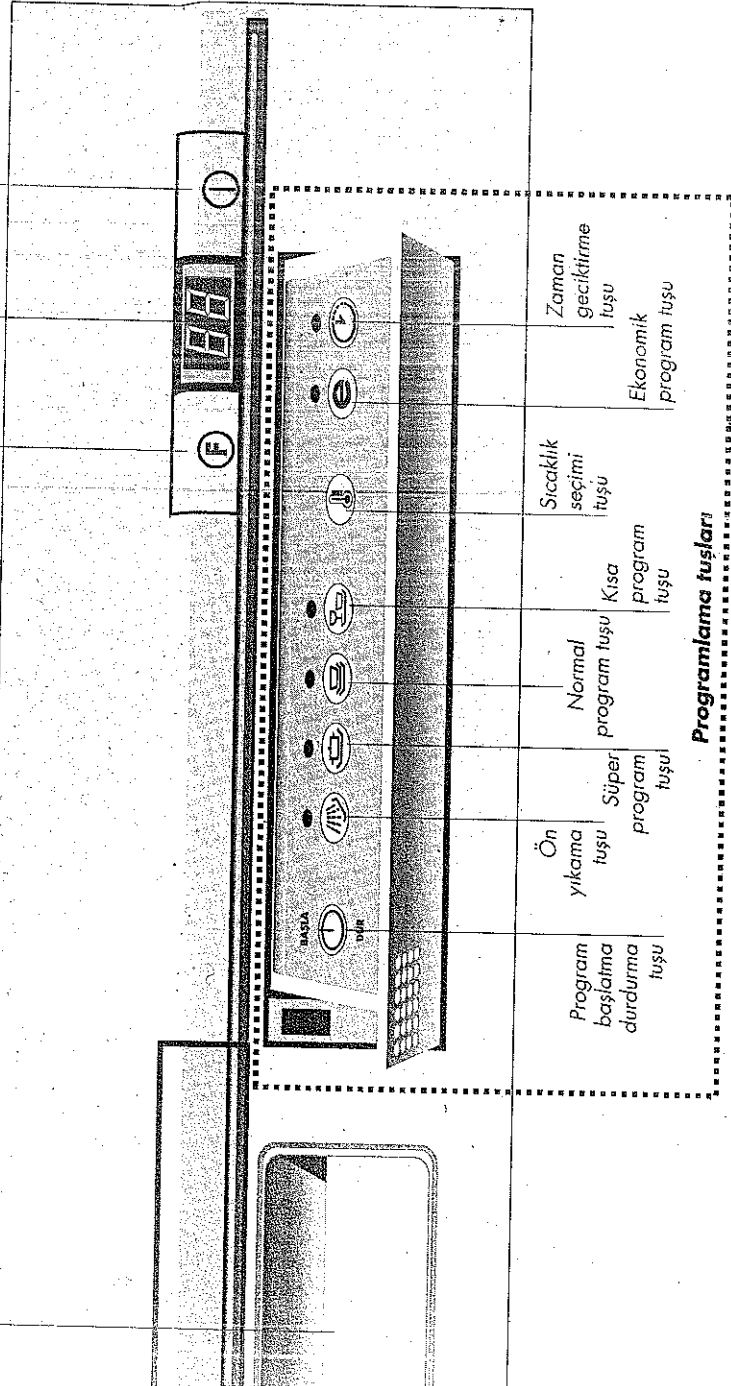 F
88
BAŞLA
DUR
Program
başlatma
durdurma
tuşu
Ön
yıkama
tuşu
Süper
program
tuşu
Normal
program tuşu
Kısa
program
tuşu
Sıcaklık
seçimi
tuşu
Ekonomik
program tuşu
Zaman
geciktirme
tuşu
Programlama tuşları